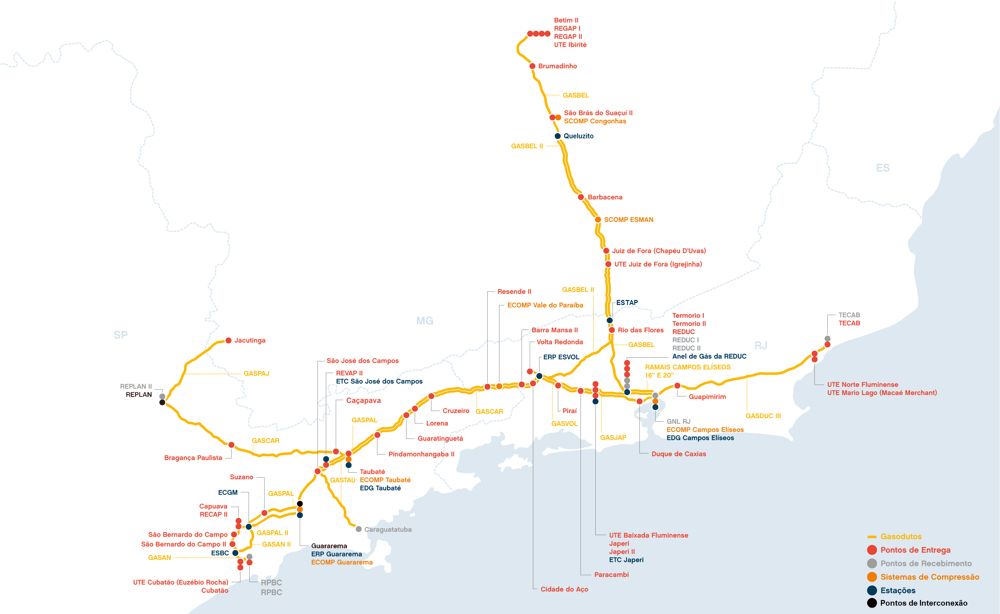 Betim II
REGAP I
REGAP II
UTE Ibirité
Brumadinho
GASBEL
São Brás do Suaçuí II
SCOMP Congonhas
Queluzito
GASBEL II
ES
Barbacena
SCOMP ESMAN
Juiz de Fora (Chapéu D'Uvas)
UTE Juiz de Fora (Igrejinha)
GASBEL II
Resende II
ESTAP
ECOMP Vale do Paraíba
MG
Termorio I
Termorio II
REDUC
REDUC I
REDUC II
Anel de Gás da REDUC
TECAB
TECAB
Barra Mansa II
Rio das Flores
SP
Jacutinga
Volta Redonda
GASBEL
RJ
ERP ESVOL
São José dos Campos
RAMAIS CAMPOS ELÍSEOS
16” E 20”
GASPAJ
REVAP II
ETC São José dos Campos
REPLAN II
REPLAN
UTE Norte Fluminense
UTE Mario Lago (Macaé Merchant)
Guapimirim
Caçapava
Cruzeiro
GASCAR
Piraí
GASDUC III
GASPAL
Lorena
GASVOL
GNL RJ
ECOMP Campos Elíseos
EDG Campos Elíseos
Guaratinguetá
GASJAP
GASCAR
Bragança Paulista
Pindamonhangaba II
Duque de Caxias
Taubaté
ECOMP Taubaté
EDG Taubaté
Suzano
GASTAU
ECGM
GASPAL
Capuava
RECAP II
Caraguatatuba
São Bernardo do Campo
GASPAL II
São Bernardo do Campo II
GASAN II
ESBC
GASAN
Guararema
ERP Guararema
ECOMP Guararema
UTE Baixada Fluminense
Japeri
Japeri II
ETC Japeri
Paracambi
Cidade do Aço
UTE Cubatão (Euzébio Rocha)
Cubatão
RPBC
RPBC
Gasodutos
Pontos de Entrega
Pontos de Recebimento
Sistemas de Compressão
Estações
Pontos de Interconexão